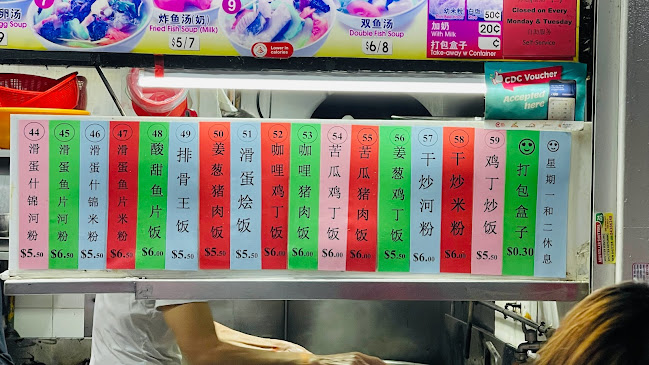 9
炸鱼汤(奶)
Fried Fish Soup (Milk)
$5/7
9
Lower in calories
双鱼汤
Double Fish Soup
$6/8
50¢
加奶
With Milk
20¢
打包盒子
Take-away w Container
Closed on Every
Monday & Tuesday
Self-Service
CDC Voucher
Accepted
here
44 滑蛋什锦河粉 $5.50
45 滑蛋鱼片河粉 $5.50
46 滑蛋什锦米粉 $5.50
47 滑蛋鱼片米粉 $5.50
48 酸甜鱼片饭 $6.00
49 排骨王饭 $5.50
50 姜葱猪肉饭 $5.50
51 滑蛋烩饭 $5.50
52 咖哩鸡丁饭 $6.00
53 咖哩猪肉饭 $6.00
54 苦瓜鸡丁饭 $6.00
55 苦瓜猪肉饭 $6.00
56 姜葱鸡丁饭 $5.50
57 干炒河粉 $6.00
58 干炒米粉 $6.00
59 鸡丁炒饭 $5.50
打包盒子 $0.30
星期一和二休息